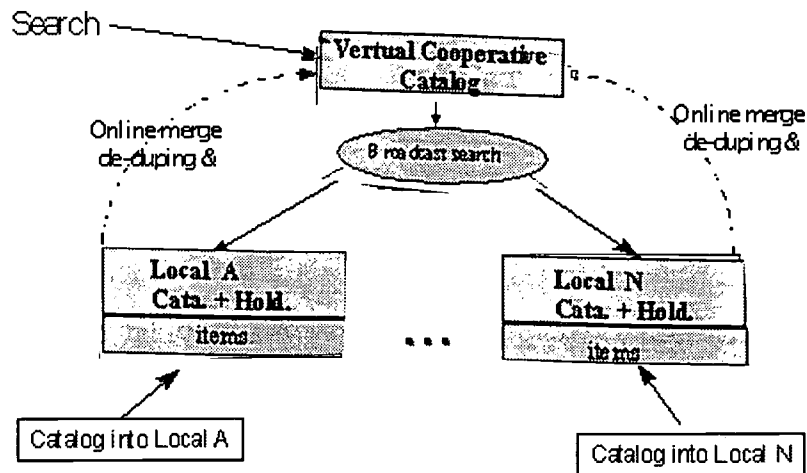 Search
Vertual Cooperative
Catalog
Online merge
de-duping &
Online merge
de-duping &
Broadcast search
Local A
Cata. + Hold.
items
...
Local N
Cata. + Hold.
items
Catalog into Local A
Catalog into Local N